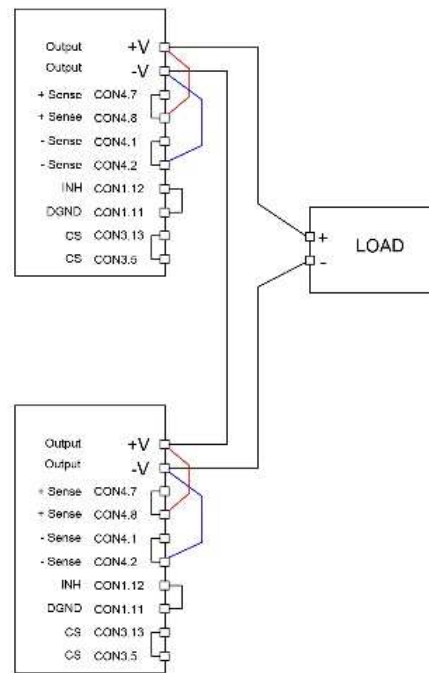 Output +V
Output -V
+ Sense CON4.7
+ Sense CON4.8
- Sense CON4.1
- Sense CON4.2
INH CON1.12
DGND CON1.11
CS CON3.13
CS CON3.5
+ LOAD
-
Output +V
Output -V
+ Sense CON4.7
+ Sense CON4.8
- Sense CON4.1
- Sense CON4.2
INH CON1.12
DGND CON1.11
CS CON3.13
CS CON3.5